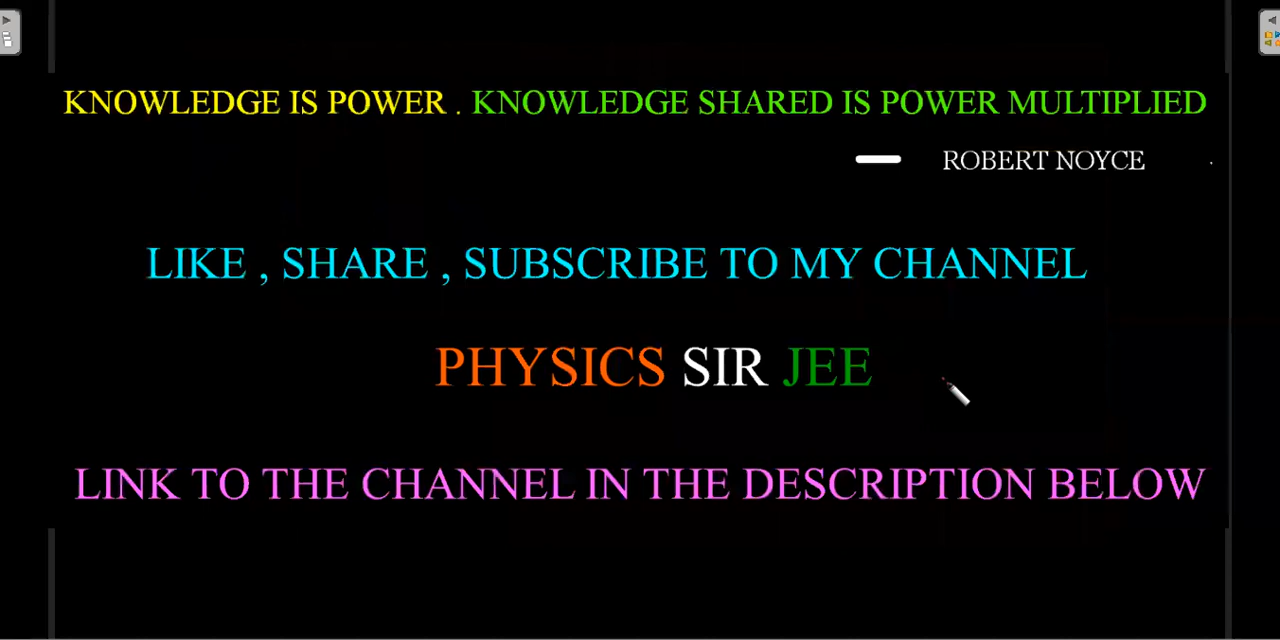 KNOWLEDGE IS POWER . KNOWLEDGE SHARED IS POWER MULTIPLIED
— ROBERT NOYCE
LIKE , SHARE , SUBSCRIBE TO MY CHANNEL
PHYSICS SIR JEE
LINK TO THE CHANNEL IN THE DESCRIPTION BELOW